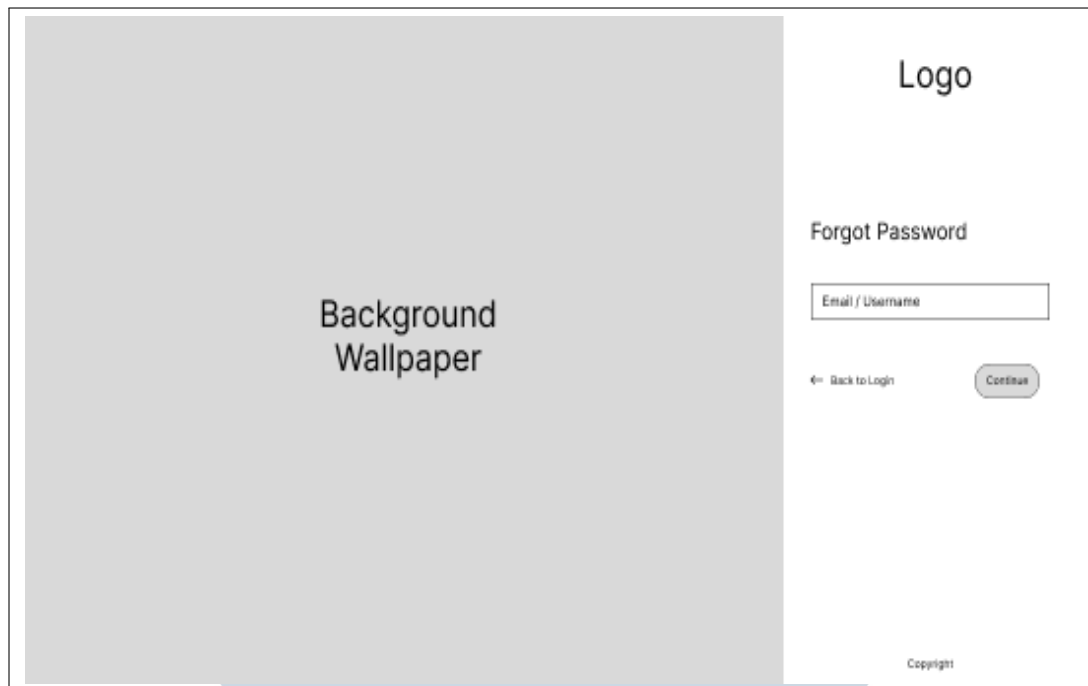 Background
Wallpaper
Logo
Forgot Password
Email / Username
← Back to Login
Continue
Copyright